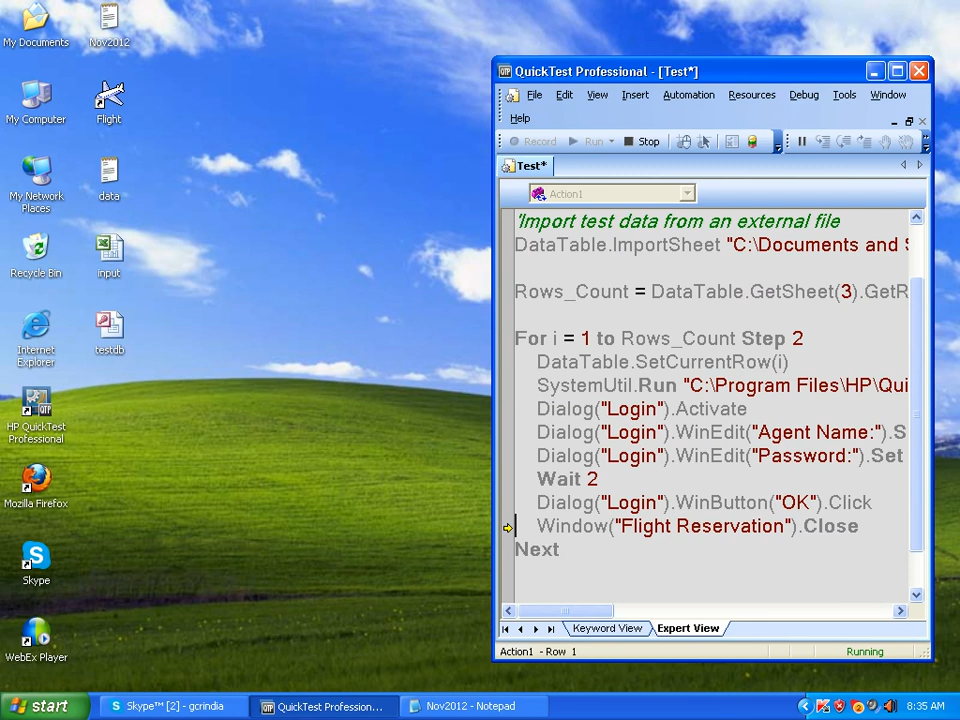 My Documents
Nov2012
My Computer
Flight
My Network
Places
data
Recycle Bin
input
Internet
Explorer
testdb
HP QuickTest
Professional
Mozilla Firefox
Skype
WebEx Player
QuickTest Professional - [Test*]
File Edit View Insert Automation Resources Debug Tools Window
Help
Record Run Stop
Test*
Action1
'Import test data from an external file
DataTable.ImportSheet "C:\Documents and S
Rows_Count = DataTable.GetSheet(3).GetR
For i = 1 to Rows_Count Step 2
DataTable.SetCurrentRow(i)
SystemUtil.Run "C:\Program Files\HP\Qui
Dialog("Login").Activate
Dialog("Login").WinEdit("Agent Name:").S
Dialog("Login").WinEdit("Password:").Set
Wait 2
Dialog("Login").WinButton("OK").Click
Window("Flight Reservation").Close
Next
Keyword View Expert View
Action1 - Row 1 Running
start Skype™ [2] - gcrindia QuickTest Profession... Nov2012 - Notepad 8:35 AM